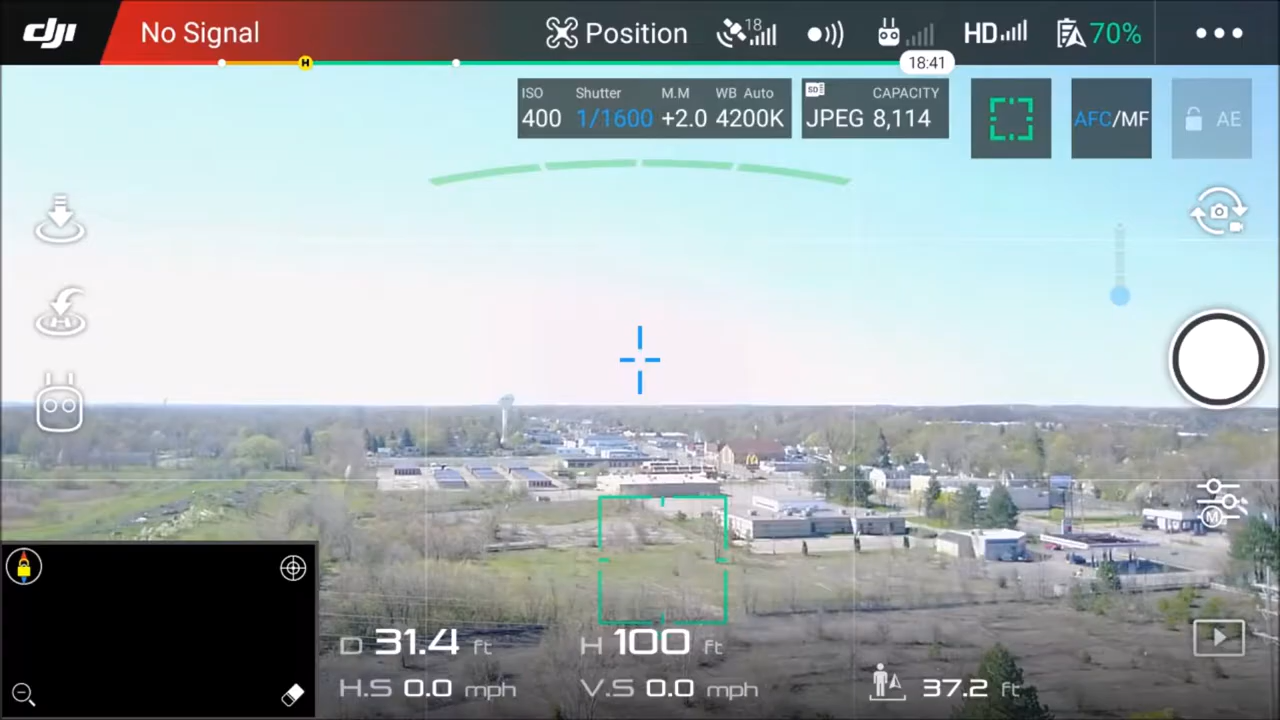 dji No Signal Position 18 HD 70%
H 18:41
ISO Shutter M.M WB Auto SD CAPACITY
400 1/1600 +2.0 4200K JPEG 8,114 AFC/MF AE
H
M
D 31.4 ft H 100 ft
H.S 0.0 mph V.S 0.0 mph 37.2 ft